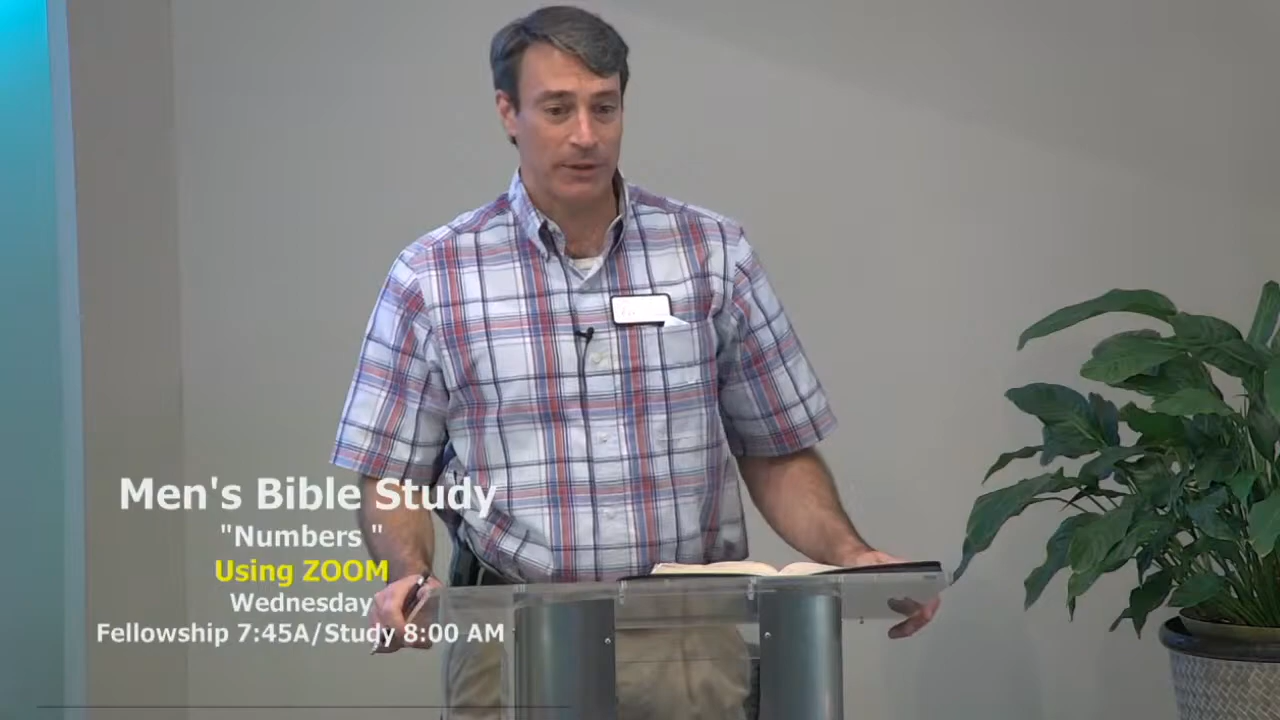 Men's Bible Study
"Numbers "
Using ZOOM
Wednesday
Fellowship 7:45A/Study 8:00 AM